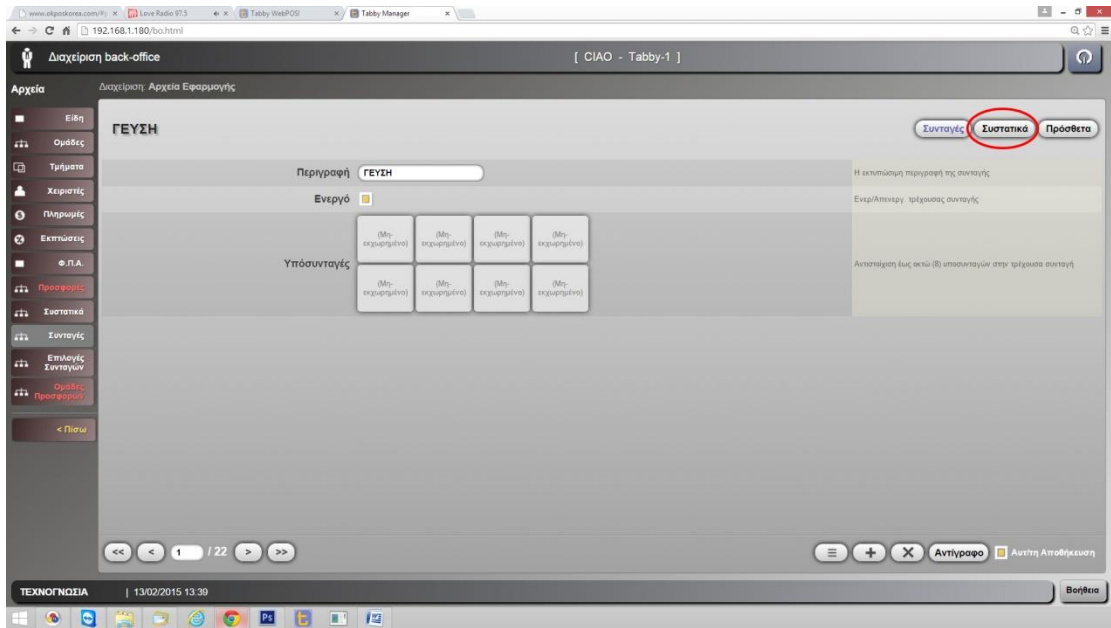 www.okposkorea.com/#;
Love Radio 97.5
Tabby WebPOS!
Tabby Manager
192.168.1.180/bo.html
Διαχείριση back-office
[ CIAO - Tabby-1 ]
Αρχεία
Διαχείριση: Αρχεία Εφαρμογής
Είδη
Ομάδες
Τμήματα
Χειριστές
Πληρωμές
Εκπτώσεις
Φ.Π.Α.
Προσφορές
Συστατικά
Συνταγές
Επιλογές
Συνταγών
Ομάδες
Προσφορών
< Πίσω
ΓΕΥΣΗ
Συνταγές
Συστατικά
Πρόσθετα
Περιγραφή
ΓΕΥΣΗ
Η εκτυπώσιμη περιγραφή της συνταγής
Ενεργό
Ενερ/Απενεργ. τρέχουσας συνταγής
Υπόσυνταγές
(Μη-
εκχωρημένο)
(Μη-
εκχωρημένο)
(Μη-
εκχωρημένο)
(Μη-
εκχωρημένο)
(Μη-
εκχωρημένο)
(Μη-
εκχωρημένο)
(Μη-
εκχωρημένο)
(Μη-
εκχωρημένο)
Αντιστοίχιση έως οκτώ (8) υποσυνταγών στην τρέχουσα συνταγή
<< < 1 / 22 > >>
Αντίγραφο
Αυτ/τη Αποθήκευση
ΤΕΧΝΟΓΝΩΣΙΑ | 13/02/2015 13:39
Βοήθεια
Ps